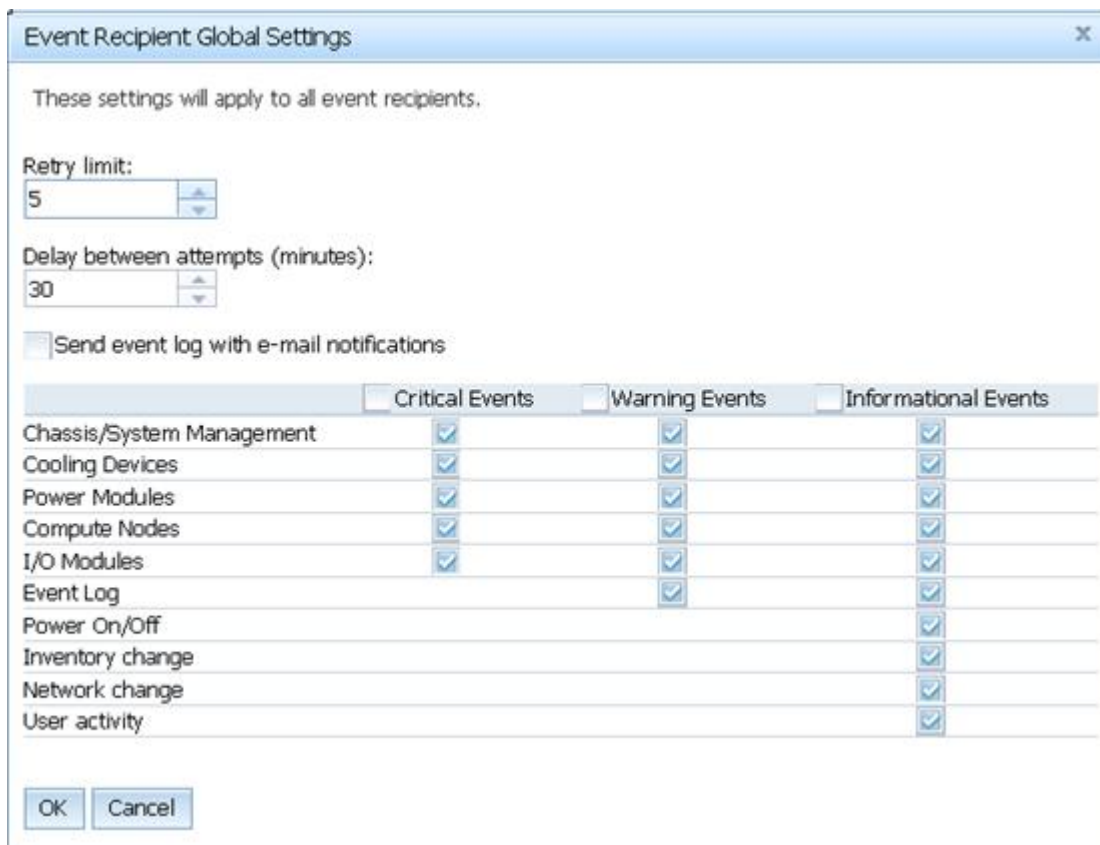 Event Recipient Global Settings
These settings will apply to all event recipients.
Retry limit:
5
Delay between attempts (minutes):
30
Send event log with e-mail notifications
Critical Events Warning Events Informational Events
Chassis/System Management
Cooling Devices
Power Modules
Compute Nodes
I/O Modules
Event Log
Power On/Off
Inventory change
Network change
User activity
OK Cancel